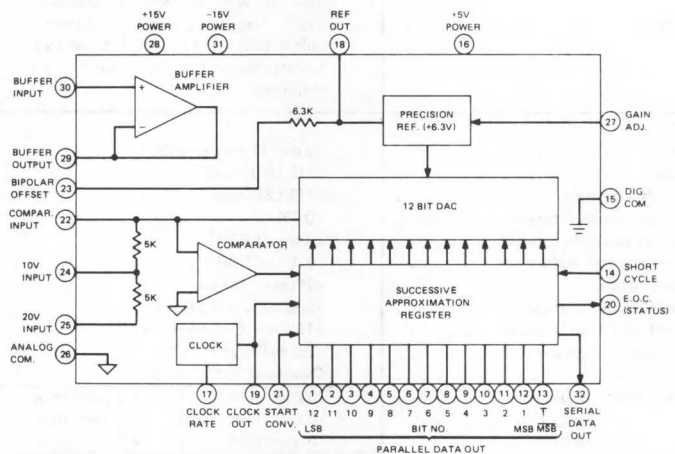 +15V
POWER
28
-15V
POWER
31
REF
OUT
18
+5V
POWER
16
BUFFER
INPUT
30
BUFFER
AMPLIFIER
+
−
6.3K
PRECISION
REF. (+6.3V)
27
GAIN
ADJ.
BUFFER
OUTPUT
29
BIPOLAR
OFFSET
23
12 BIT DAC
15
DIG.
COM.
COMPAR.
INPUT
22
5K
COMPARATOR
10V
INPUT
24
5K
SUCCESSIVE
APPROXIMATION
REGISTER
14
SHORT
CYCLE
20
E.O.C.
(STATUS)
20V
INPUT
25
ANALOG
COM.
26
CLOCK
17
CLOCK
RATE
19
CLOCK
OUT
21
START
CONV.
1 2 3 4 5 6 7 8 9 10 11 12 13
32
12 11 10 9 8 7 6 5 4 3 2 1 1̅
SERIAL
DATA
OUT
LSB
BIT NO.
MSB M̅S̅B̅
PARALLEL DATA OUT